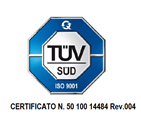 Q
TÜV
SÜD
ISO 9001
CERTIFICATO N. 50 100 14484 Rev.004